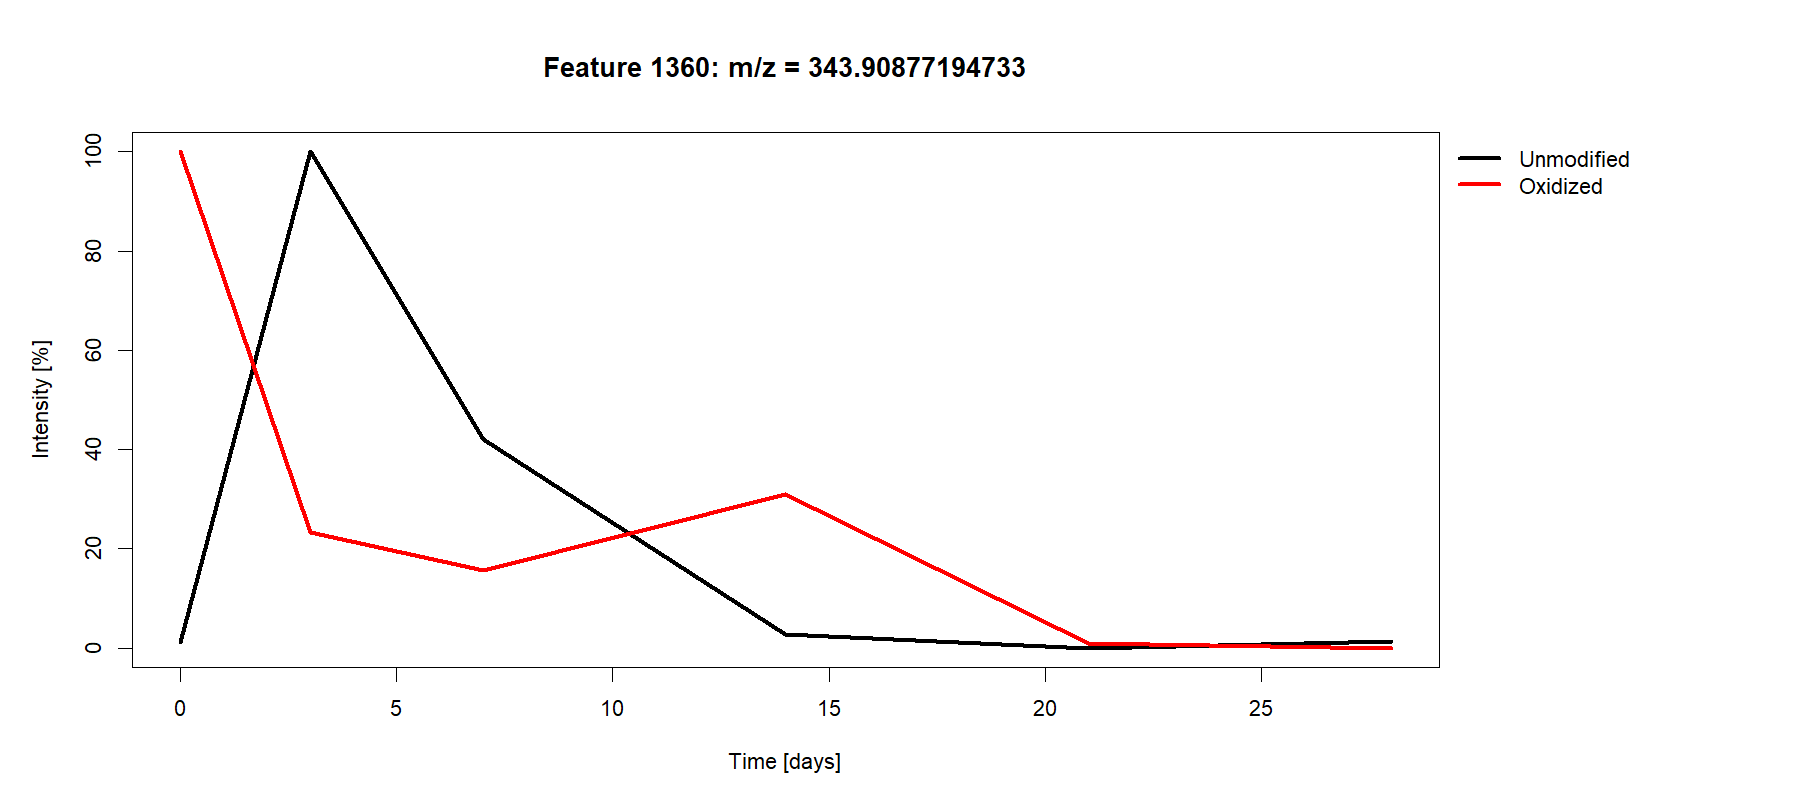 Feature 1360: m/z = 343.90877194733
Unmodified
Oxidized
Intensity [%]
100
80
60
40
20
0
0 5 10 15 20 25
Time [days]